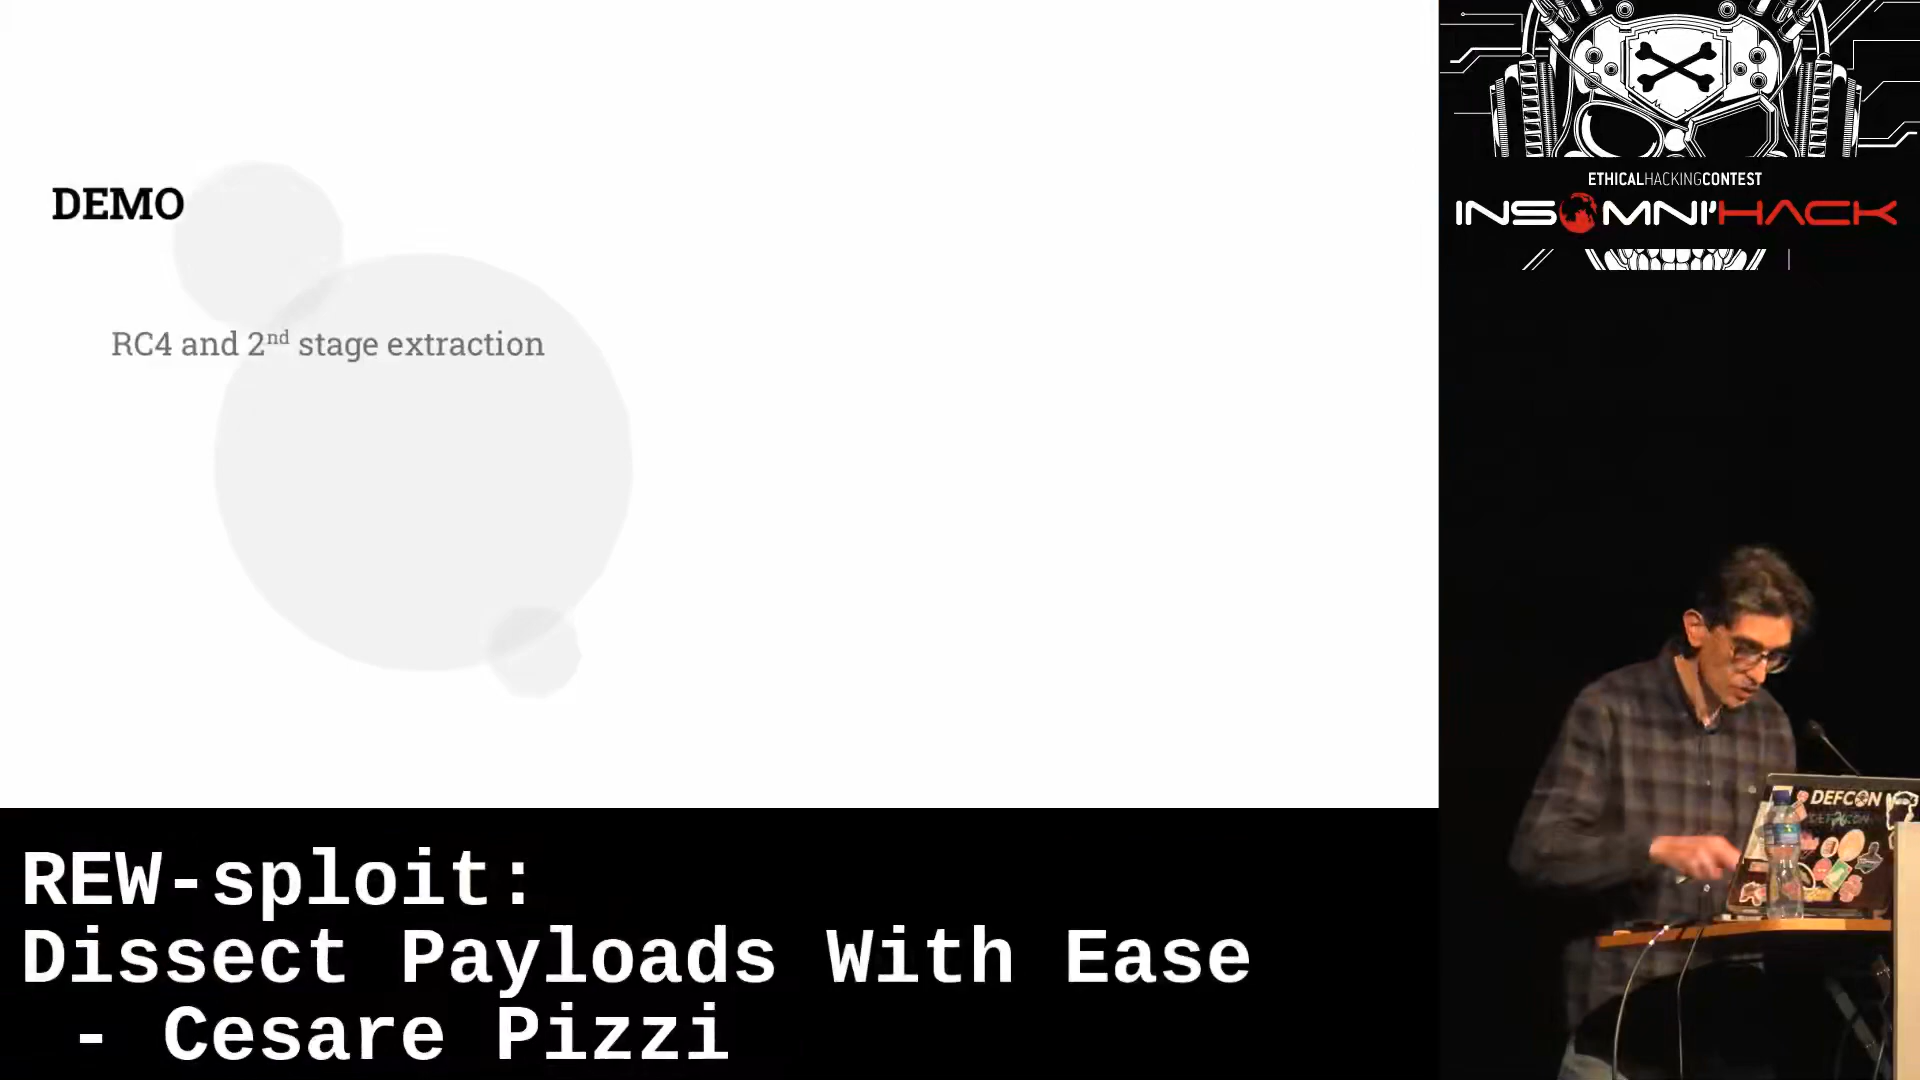 DEMO
RC4 and 2nd stage extraction
ETHICALHACKINGCONTEST
INSOMNI'HACK
DEFCON
REW-sploit:
Dissect Payloads With Ease
- Cesare Pizzi